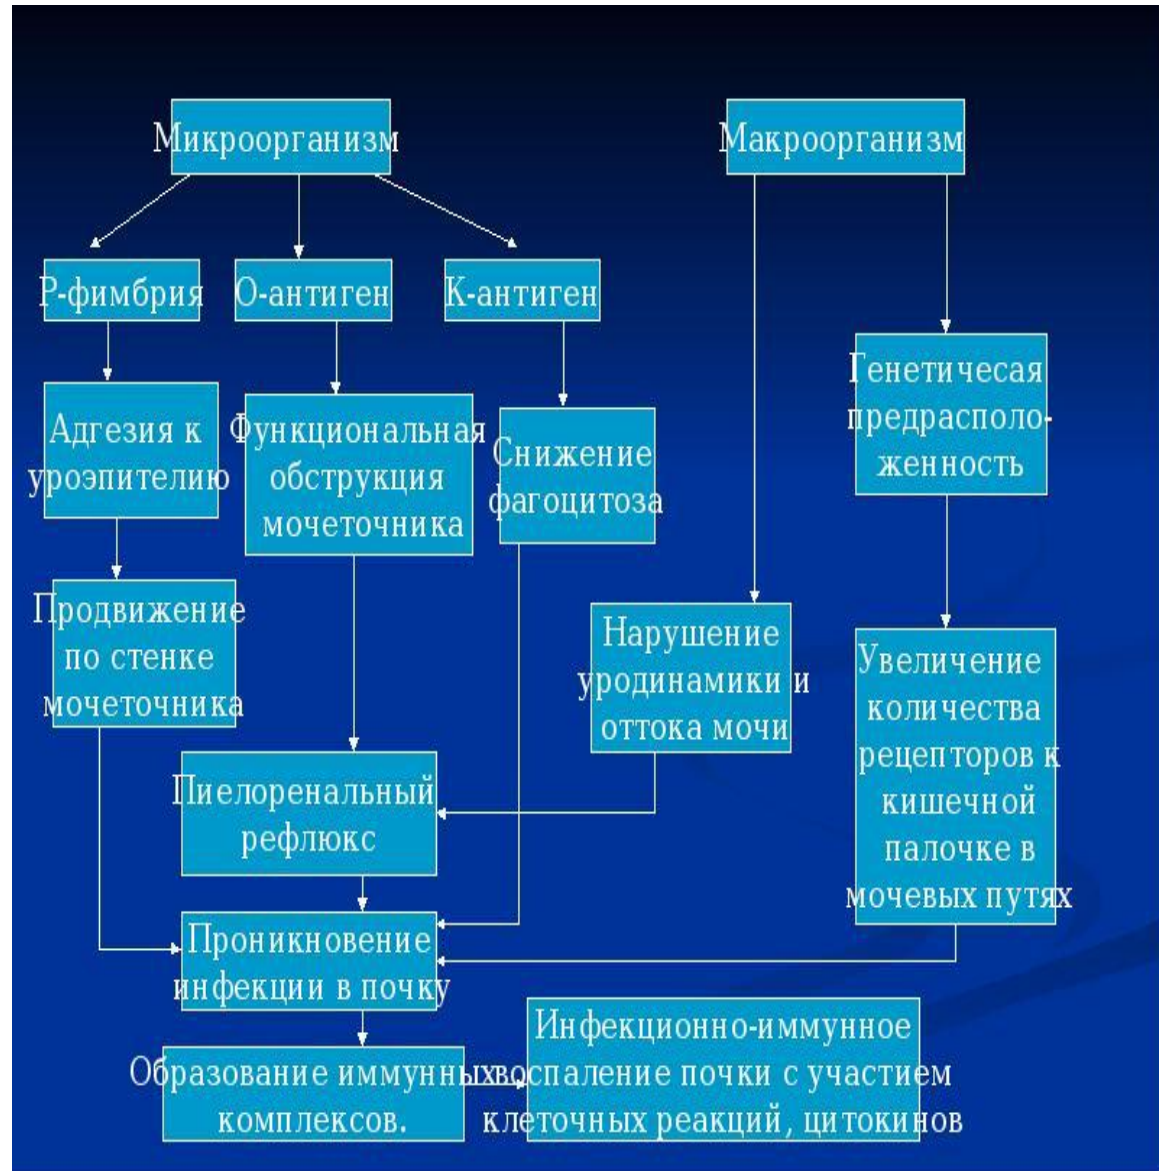 Микроорганизм
Макроорганизм
Р-фимбрия
О-антиген
К-антиген
Адгезия к
уроэпителию
Функциональная
обструкция
мочеточника
Снижение
фагоцитоза
Генетичесая
предрасполо-
женность
Продвижение
по стенке
мочеточника
Нарушение
уродинамики и
оттока мочи
Увеличение
количества
рецепторов к
кишечной
палочке в
мочевых путях
Пиелоренальный
рефлюкс
Проникновение
инфекции в почку
Образование иммунных
комплексов.
Инфекционно-иммунное
воспаление почки с участием
клеточных реакций, цитокинов